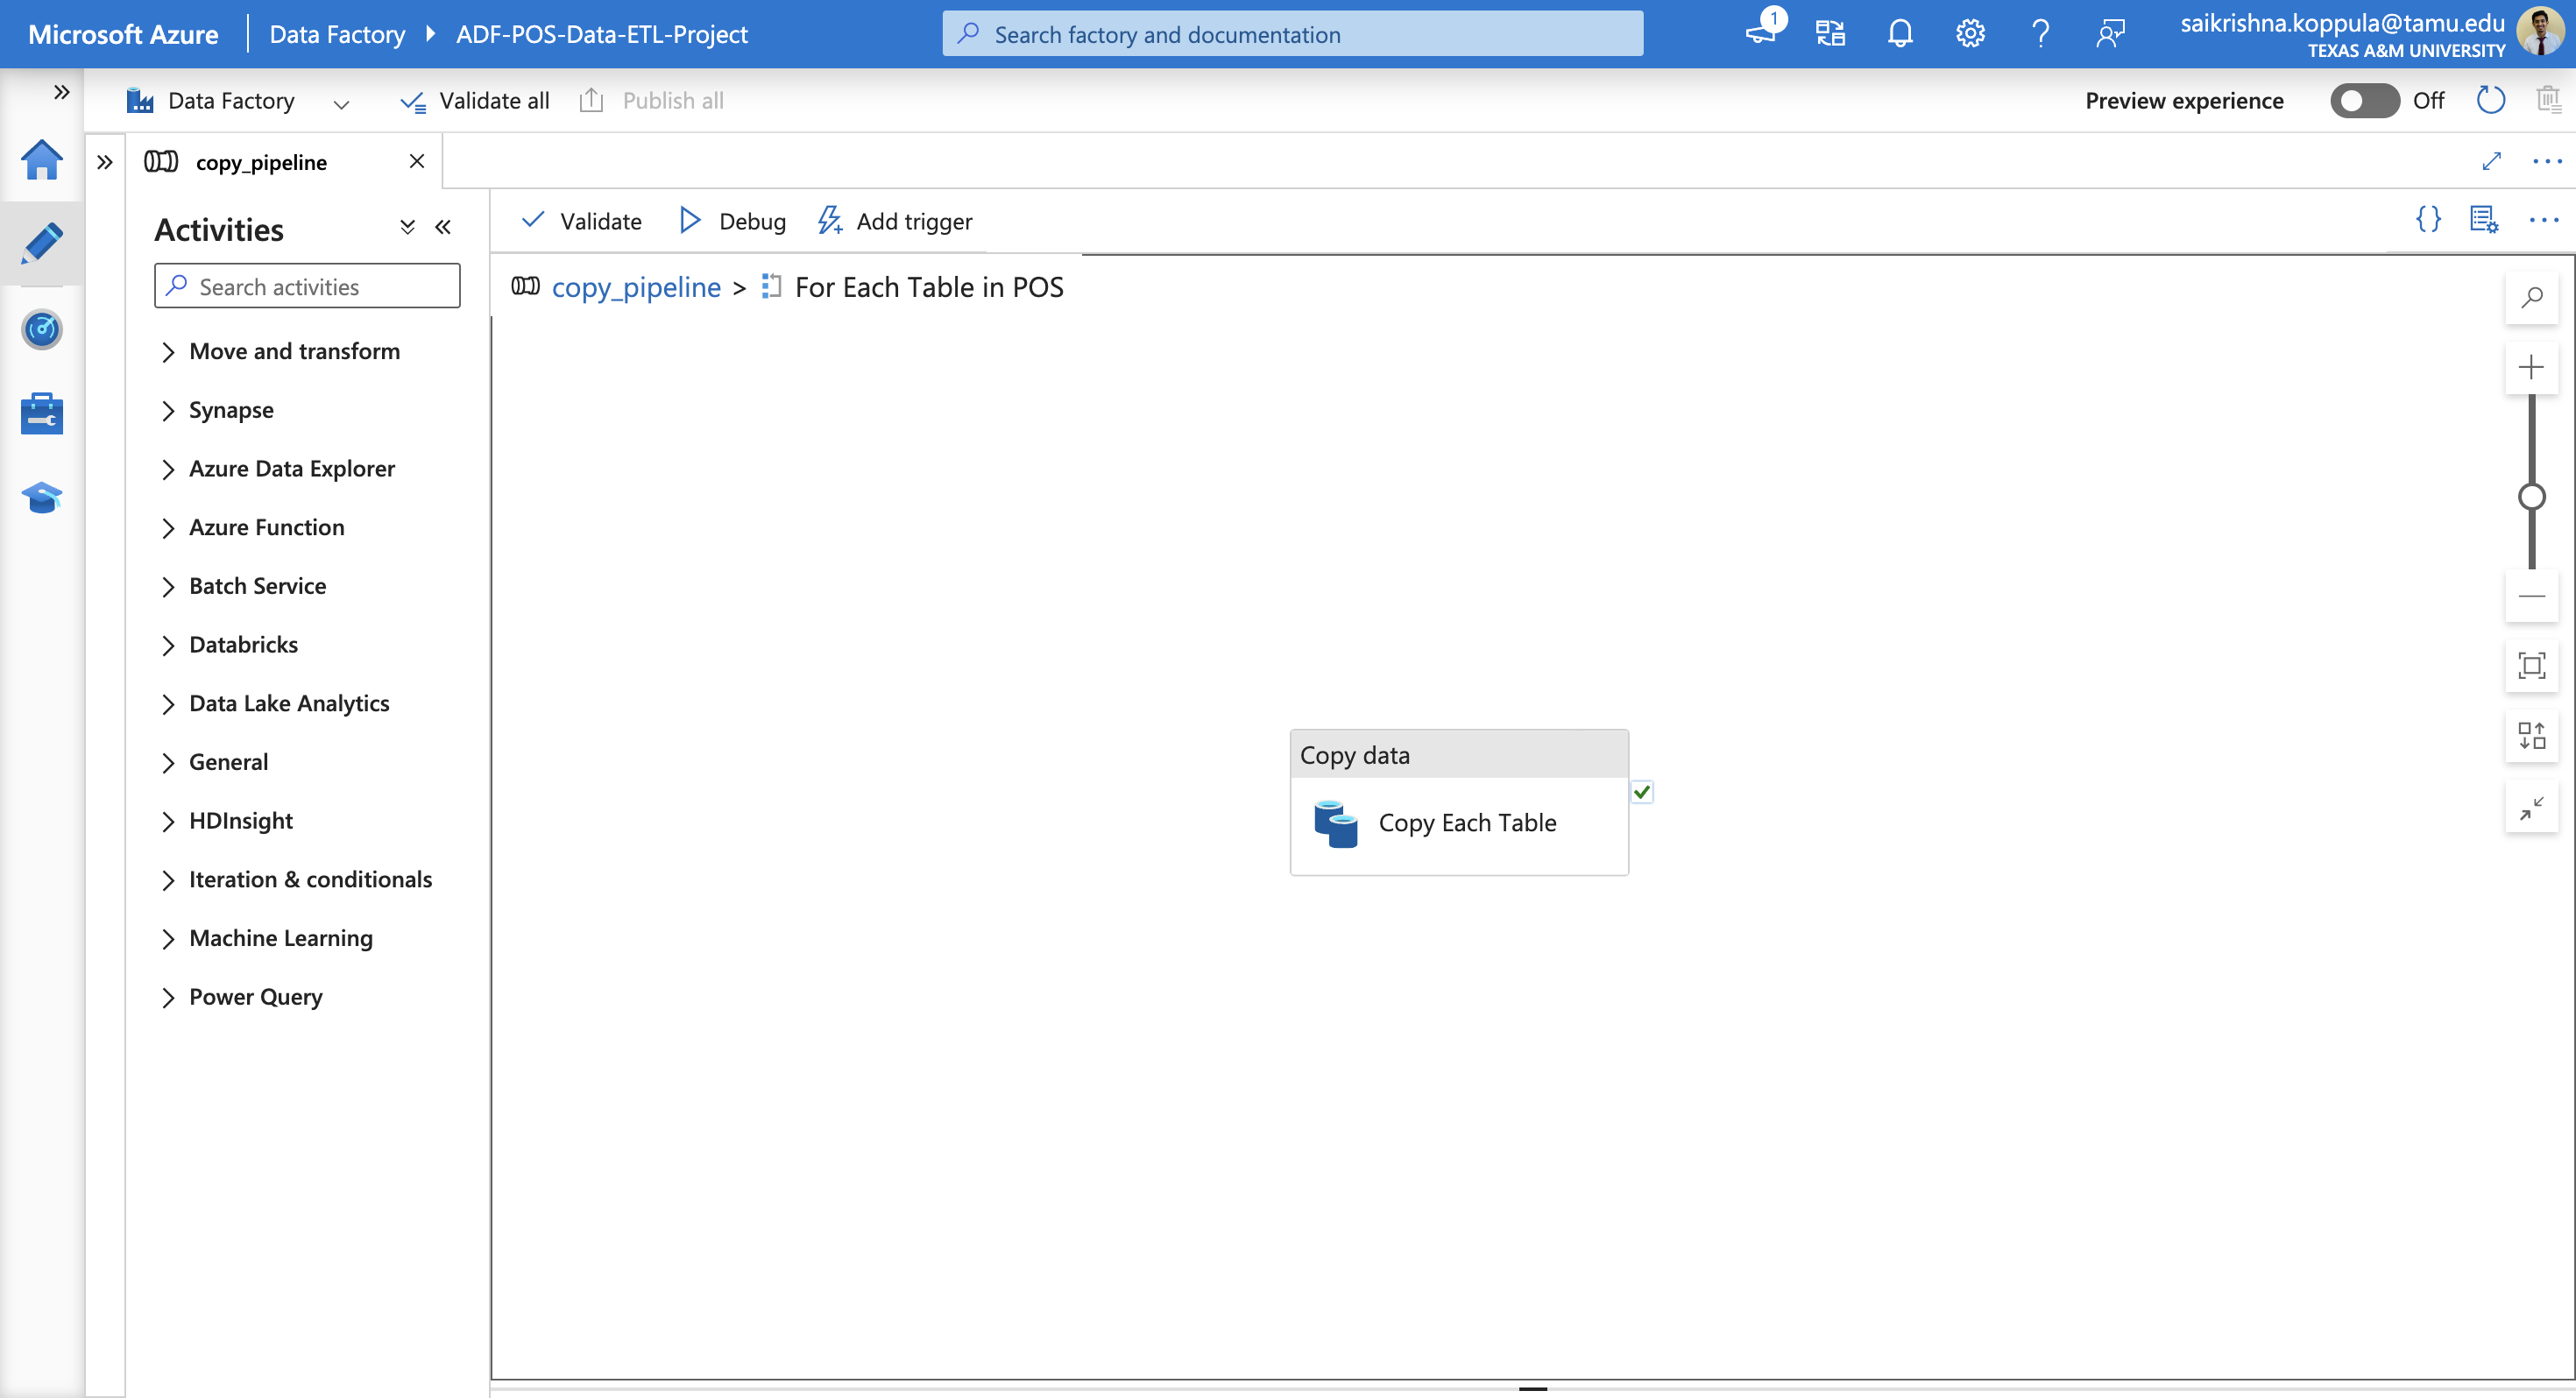 Microsoft Azure
Data Factory
ADF-POS-Data-ETL-Project
Search factory and documentation
1
saikrishna.koppula@tamu.edu
TEXAS A&M UNIVERSITY
Data Factory
Validate all
Publish all
Preview experience
Off
copy_pipeline
Activities
Search activities
Move and transform
Synapse
Azure Data Explorer
Azure Function
Batch Service
Databricks
Data Lake Analytics
General
HDInsight
Iteration & conditionals
Machine Learning
Power Query
Validate
Debug
Add trigger
copy_pipeline > For Each Table in POS
Copy data
Copy Each Table